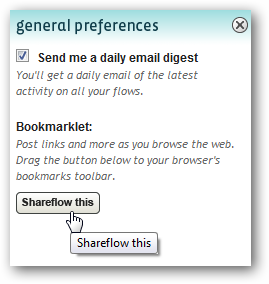 general preferences
Send me a daily email digest
You'll get a daily email of the latest
activity on all your flows.
Bookmarklet:
Post links and more as you browse the web.
Drag the button below to your browser's
bookmarks toolbar.
Shareflow this
Shareflow this